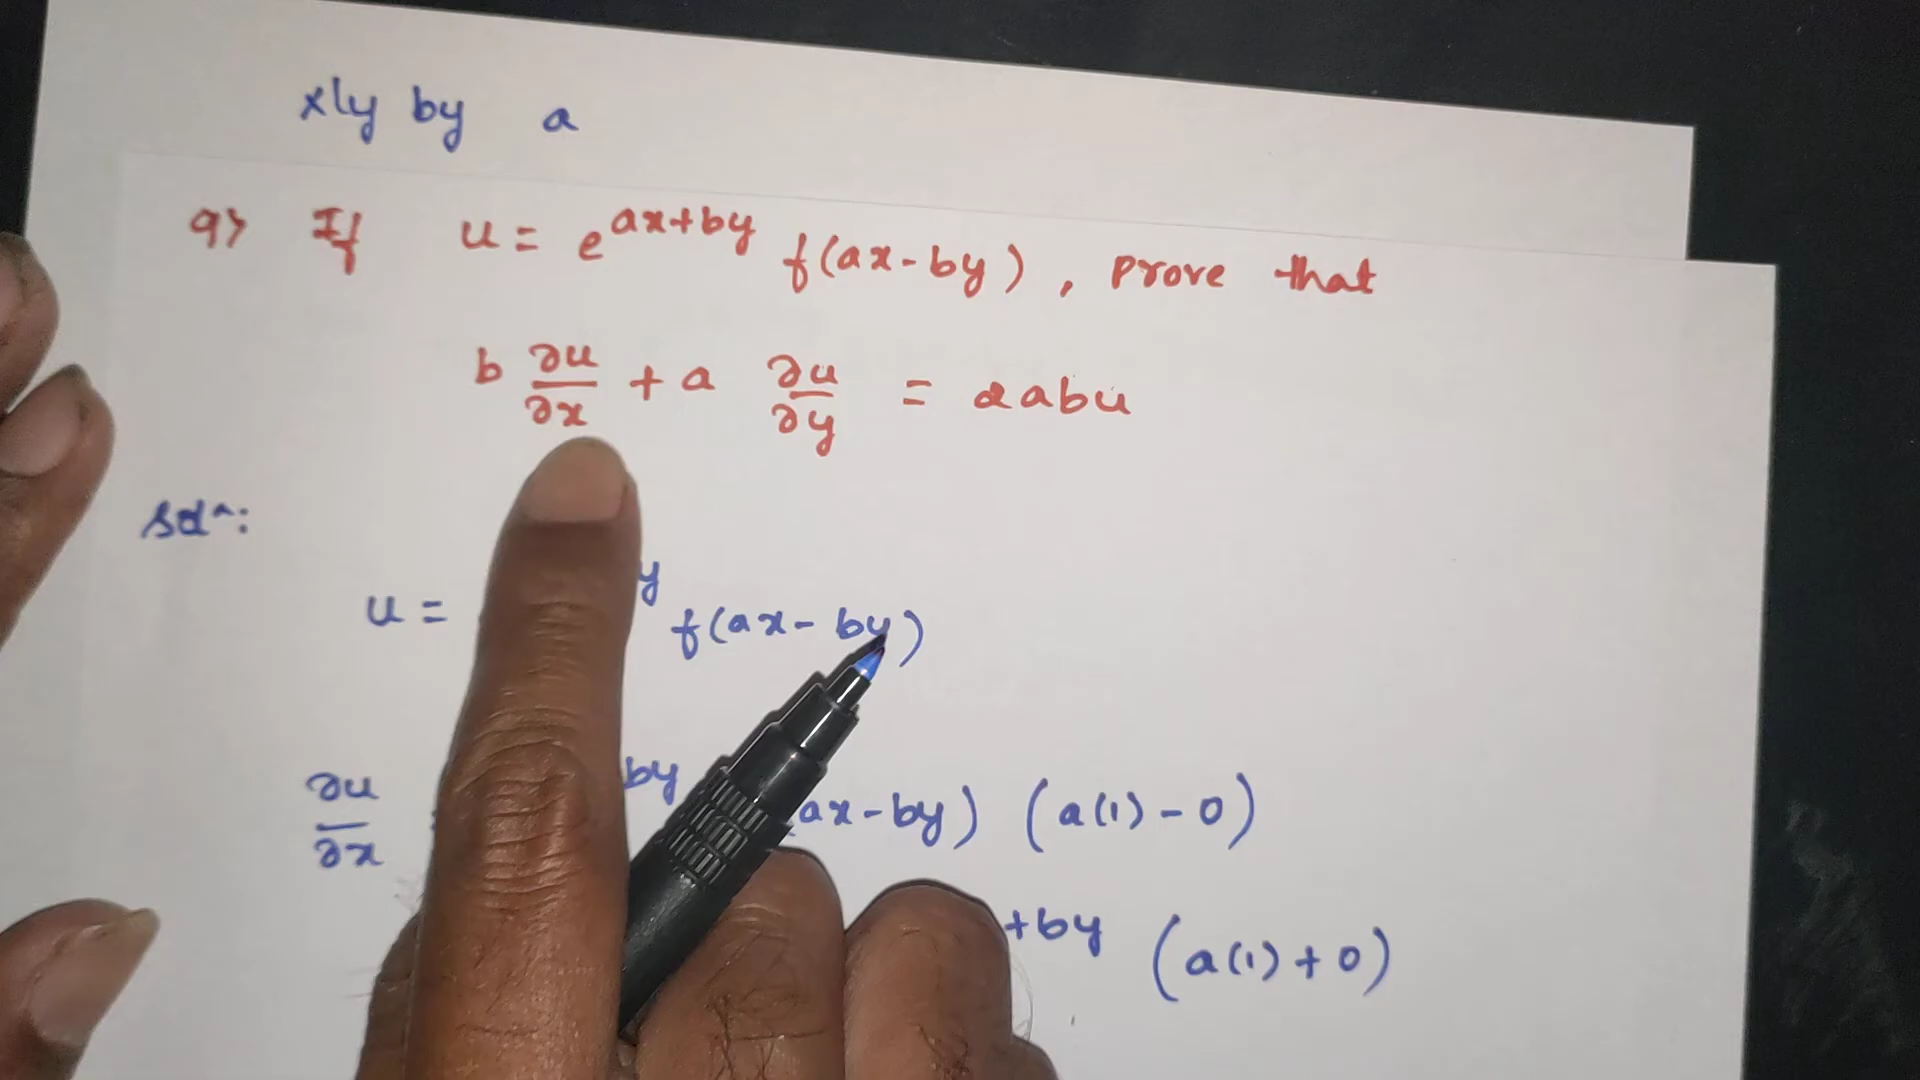 xly by a
9) If u = e^{ax+by} f(ax-by), prove that
b ∂u/∂x + a ∂u/∂y = 2abu
Sol^n:
u = y f(ax-by)
∂u/∂x by ax-by) (a(1)-0)
+by (a(1)+0)